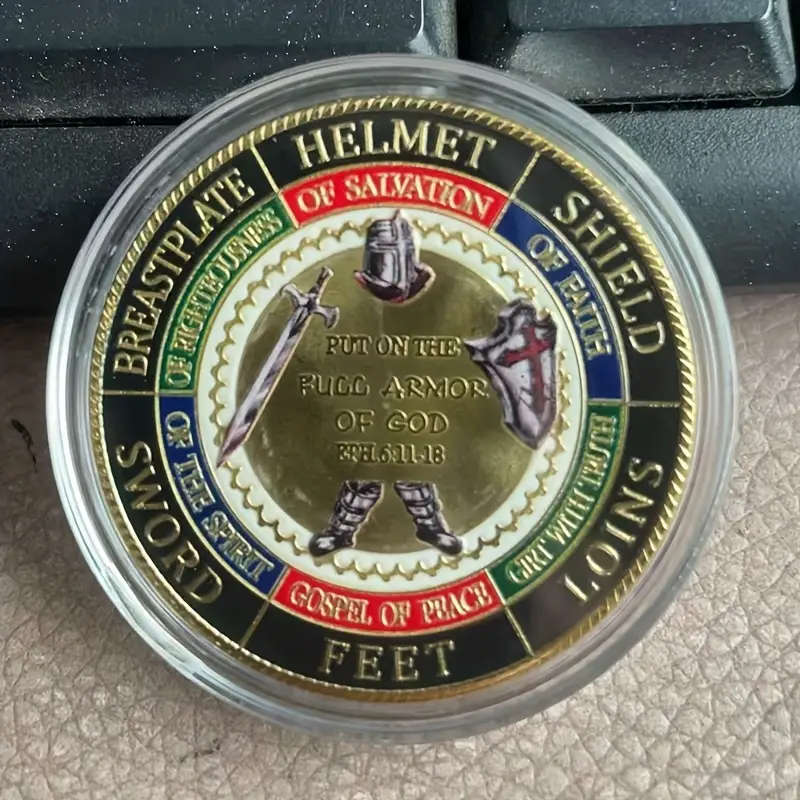 HELMET
OF SALVATION
SHIELD
OF FAITH
LOINS
GIRT WITH TRUTH
FEET
GOSPEL OF PEACE
SWORD
OF THE SPIRIT
BREASTPLATE
OF RIGHTEOUSNESS
PUT ON THE
FULL ARMOR
OF GOD
EPH.6:11-18